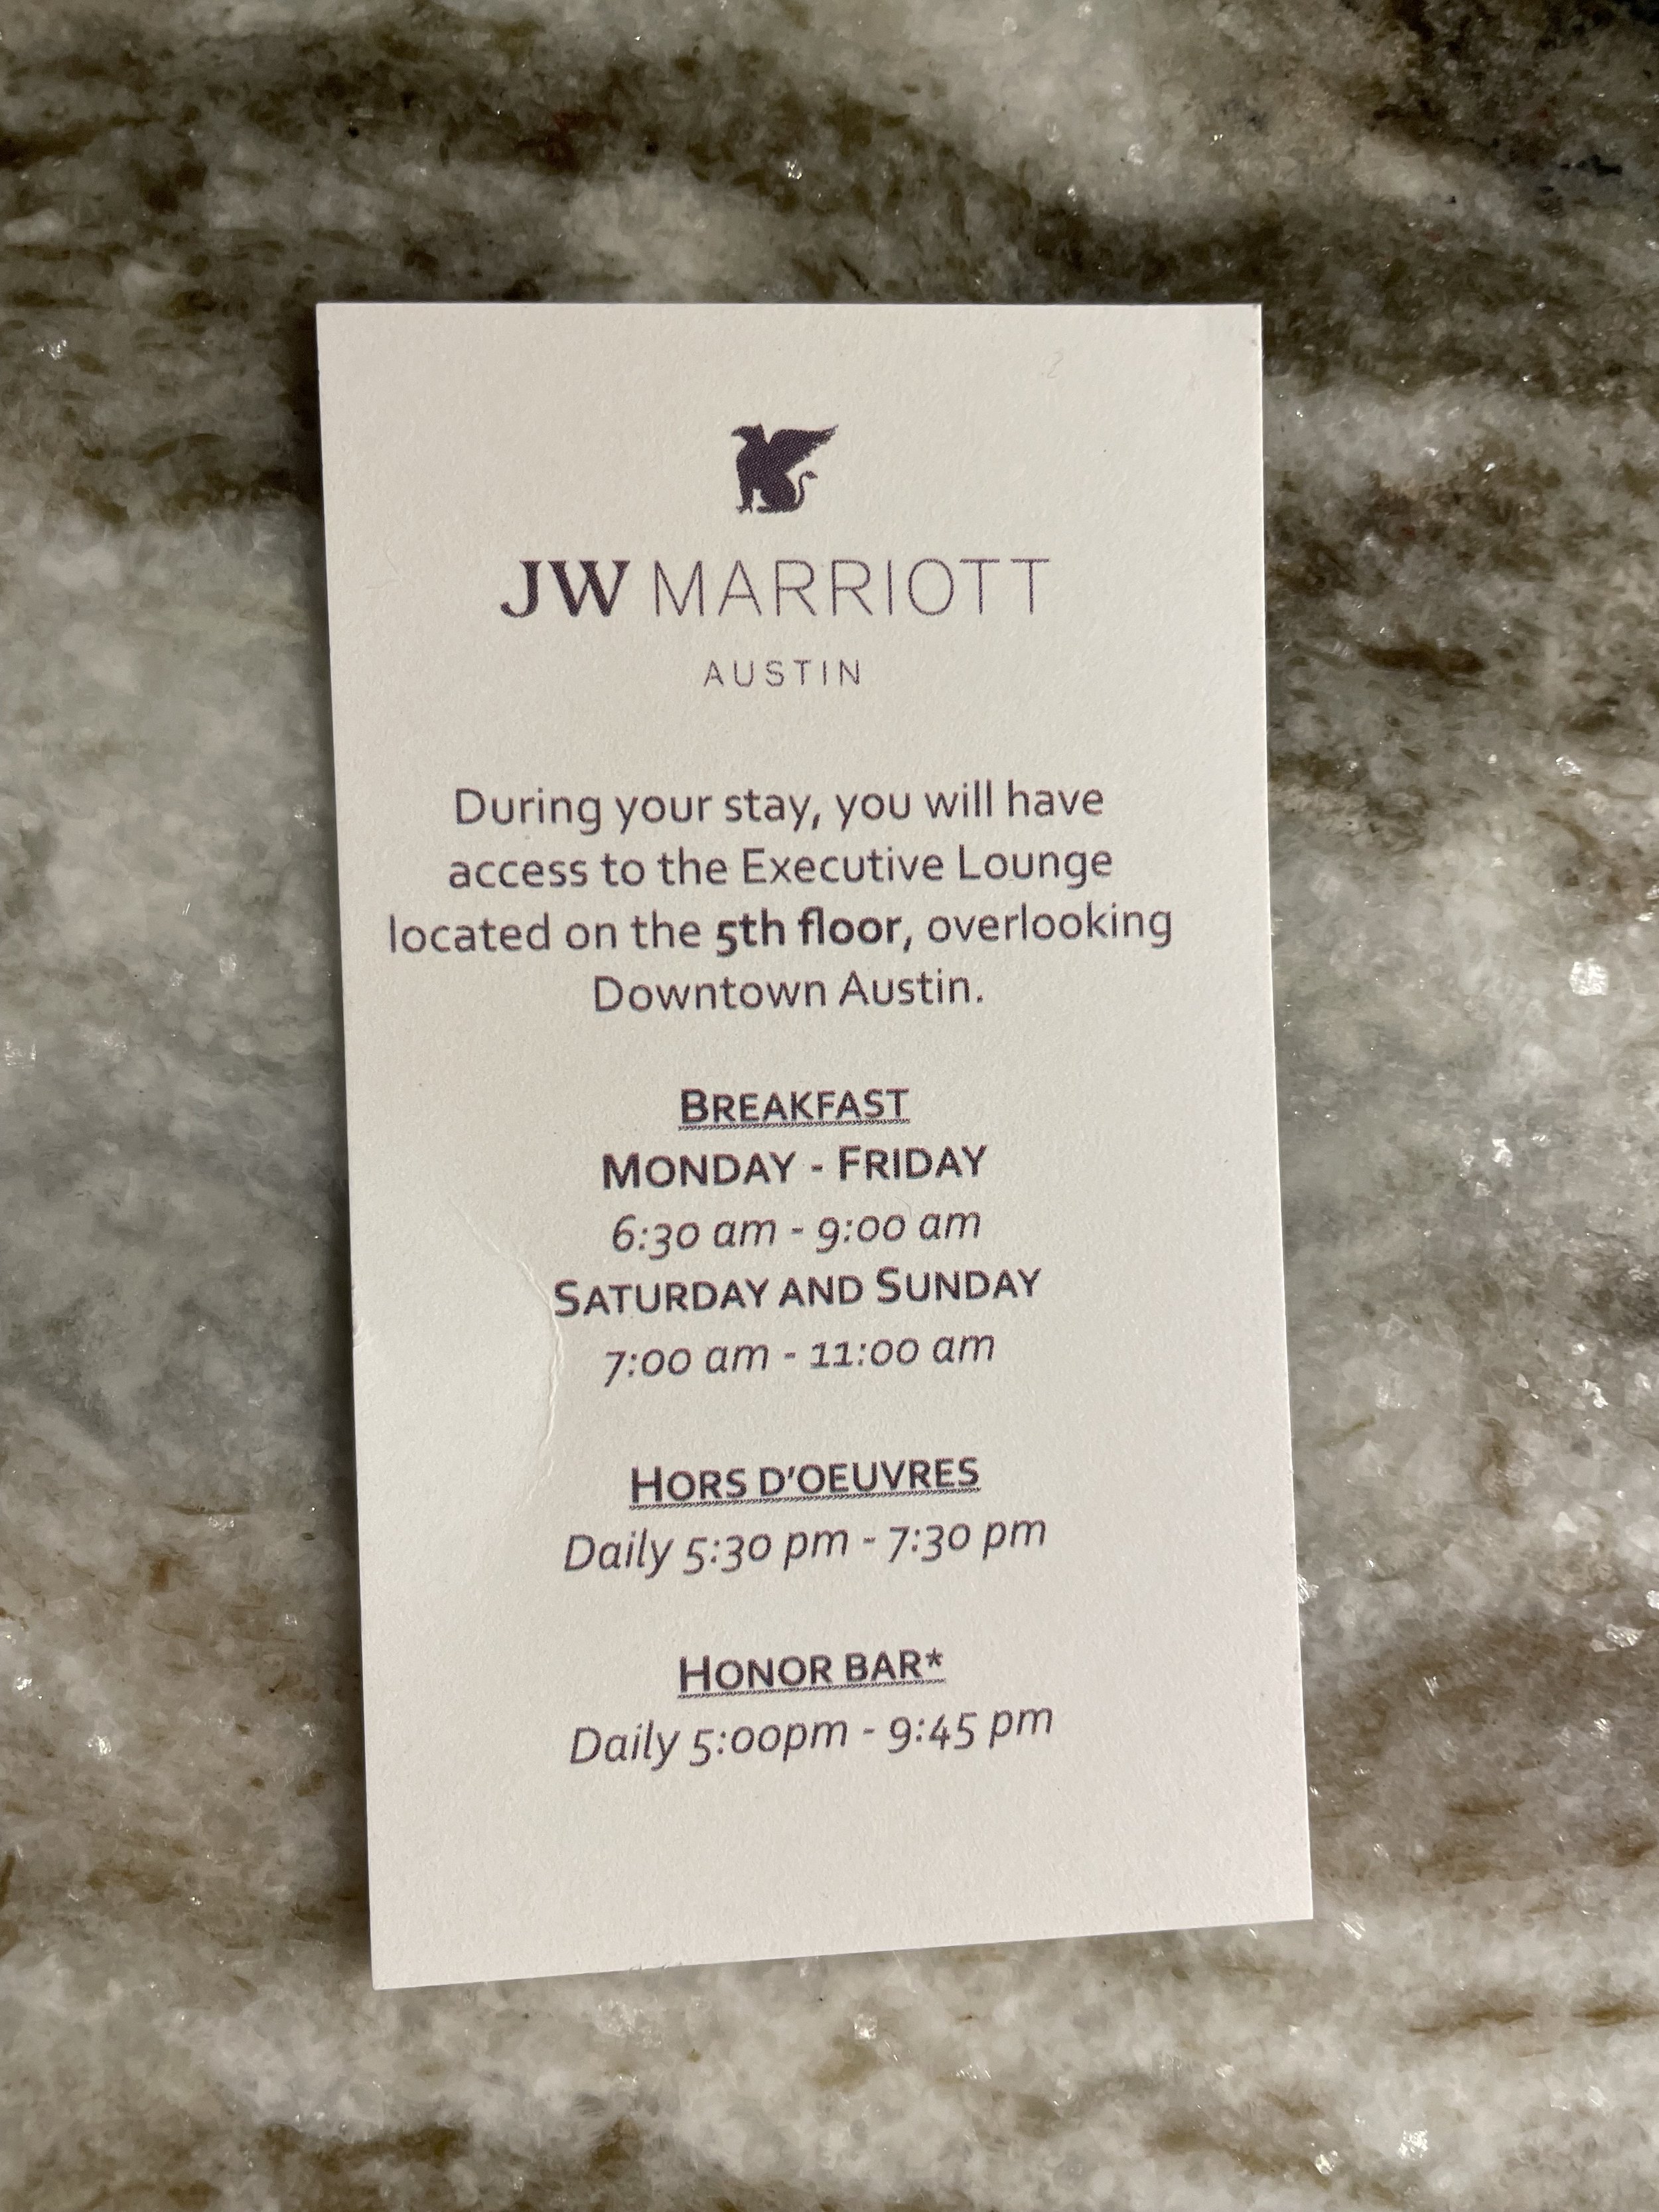 JW MARRIOTT
AUSTIN
During your stay, you will have
access to the Executive Lounge
located on the 5th floor, overlooking
Downtown Austin.
BREAKFAST
MONDAY - FRIDAY
6:30 am - 9:00 am
SATURDAY AND SUNDAY
7:00 am - 11:00 am
HORS D'OEUVRES
Daily 5:30 pm - 7:30 pm
HONOR BAR*
Daily 5:00pm - 9:45 pm